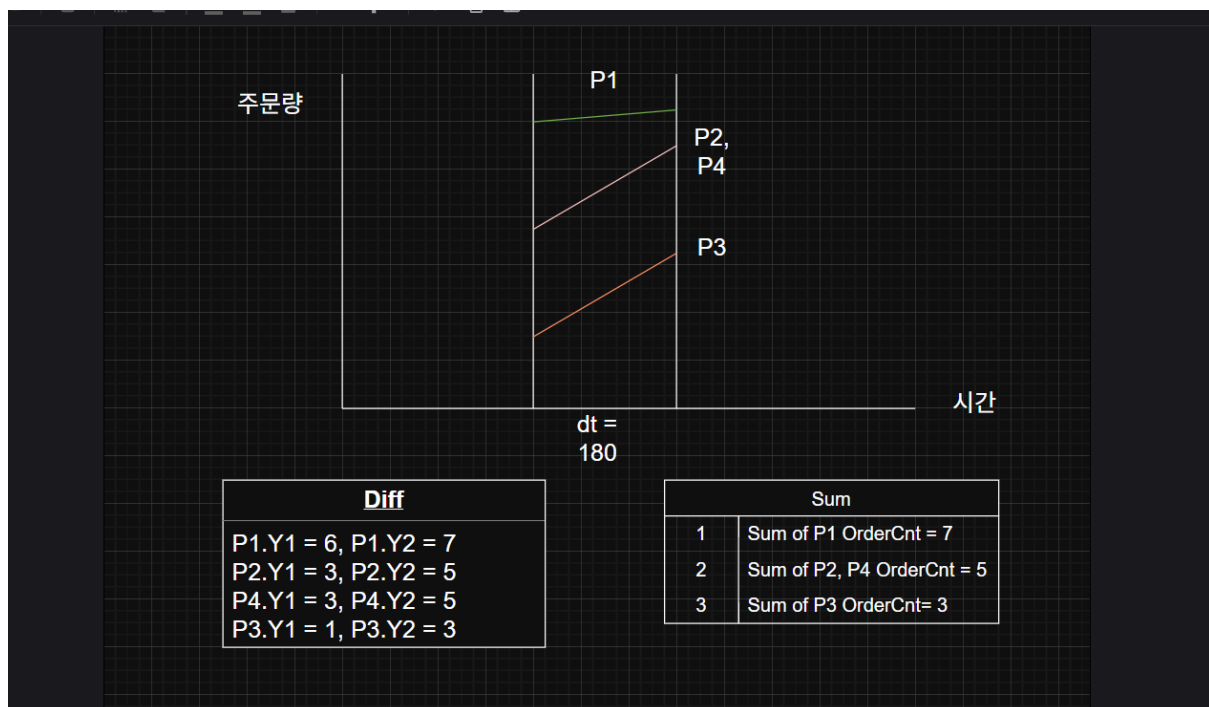 주문량
P1
P2,
P4
P3
시간
dt =
180
Diff
P1.Y1 = 6, P1.Y2 = 7
P2.Y1 = 3, P2.Y2 = 5
P4.Y1 = 3, P4.Y2 = 5
P3.Y1 = 1, P3.Y2 = 3
Sum
1 Sum of P1 OrderCnt = 7
2 Sum of P2, P4 OrderCnt = 5
3 Sum of P3 OrderCnt= 3